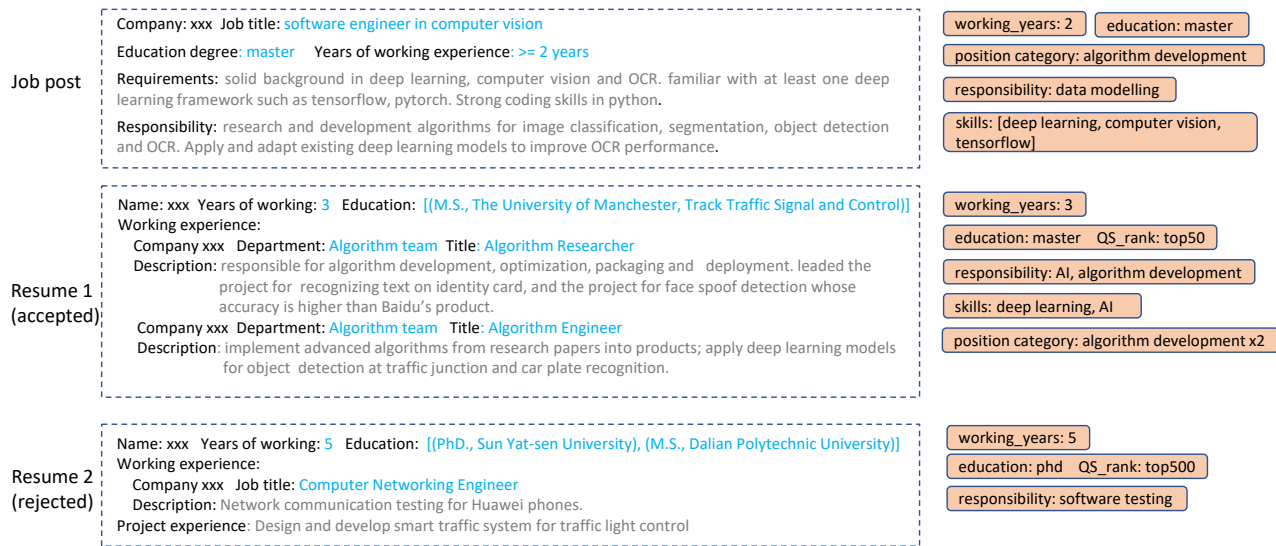 Job post
Company: xxx Job title: software engineer in computer vision
Education degree: master Years of working experience: >= 2 years
Requirements: solid background in deep learning, computer vision and OCR. familiar with at least one deep
learning framework such as tensorflow, pytorch. Strong coding skills in python.
Responsibility: research and development algorithms for image classification, segmentation, object detection
and OCR. Apply and adapt existing deep learning models to improve OCR performance.
working_years: 2
education: master
position category: algorithm development
responsibility: data modelling
skills: [deep learning, computer vision,
tensorflow]
Resume 1
(accepted)
Name: xxx Years of working: 3 Education: [(M.S., The University of Manchester, Track Traffic Signal and Control)]
Working experience:
Company xxx Department: Algorithm team Title: Algorithm Researcher
Description: responsible for algorithm development, optimization, packaging and deployment. leaded the
project for recognizing text on identity card, and the project for face spoof detection whose
accuracy is higher than Baidu's product.
Company xxx Department: Algorithm team Title: Algorithm Engineer
Description: implement advanced algorithms from research papers into products; apply deep learning models
for object detection at traffic junction and car plate recognition.
working_years: 3
education: master QS_rank: top50
responsibility: AI, algorithm development
skills: deep learning, AI
position category: algorithm development x2
Resume 2
(rejected)
Name: xxx Years of working: 5 Education: [(PhD., Sun Yat-sen University), (M.S., Dalian Polytechnic University)]
Working experience:
Company xxx Job title: Computer Networking Engineer
Description: Network communication testing for Huawei phones.
Project experience: Design and develop smart traffic system for traffic light control
working_years: 5
education: phd QS_rank: top500
responsibility: software testing